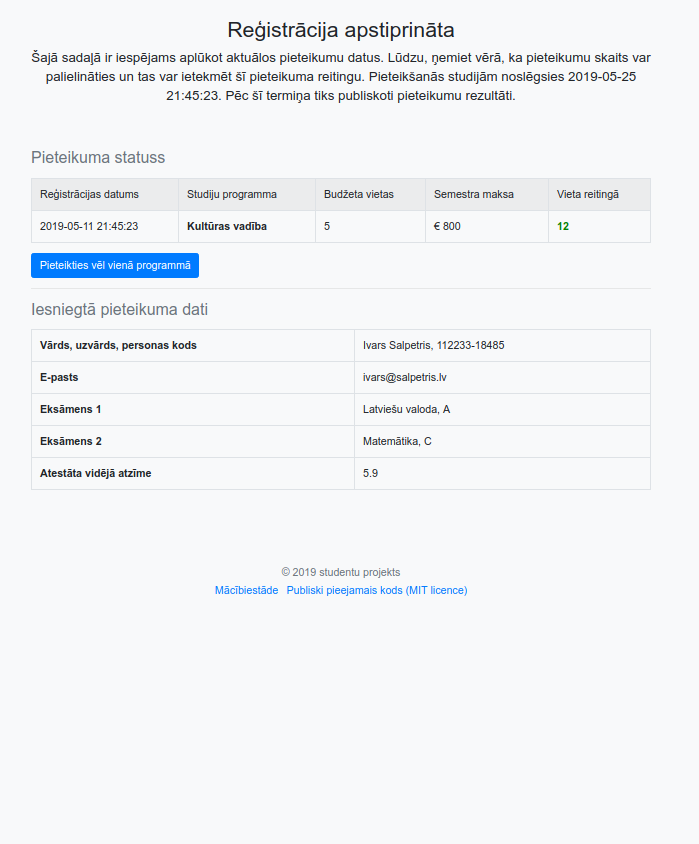 Reģistrācija apstiprināta
Šajā sadaļā ir iespējams aplūkot aktuālos pieteikumu datus. Lūdzu, ņemiet vērā, ka pieteikumu skaits var
palielināties un tas var ietekmēt šī pieteikuma reitingu. Pieteikšanās studijām noslēgsies 2019-05-25
21:45:23. Pēc šī termiņa tiks publiskoti pieteikumu rezultāti.
Pieteikuma statuss
Reģistrācijas datums Studiju programma Budžeta vietas Semestra maksa Vieta reitingā
2019-05-11 21:45:23 Kultūras vadība 5 € 800 12
Pieteikties vēl vienā programmā
Iesniegtā pieteikuma dati
Vārds, uzvārds, personas kods Ivars Salpetris, 112233-18485
E-pasts ivars@salpetris.lv
Eksāmens 1 Latviešu valoda, A
Eksāmens 2 Matemātika, C
Atestāta vidējā atzīme 5.9
© 2019 studentu projekts
Mācībiestāde Publiski pieejamais kods (MIT licence)